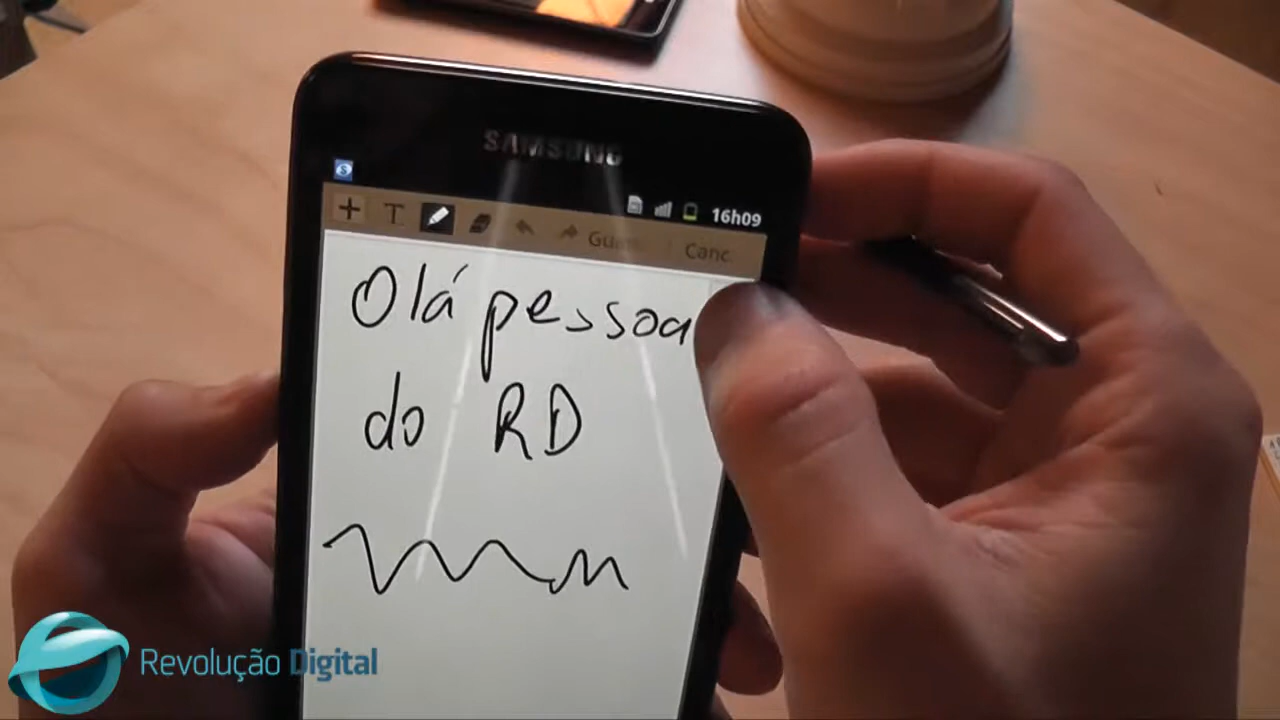 SAMSUNG
16h09
T
Canc.
Olá pessoa
do RD
Revolução Digital